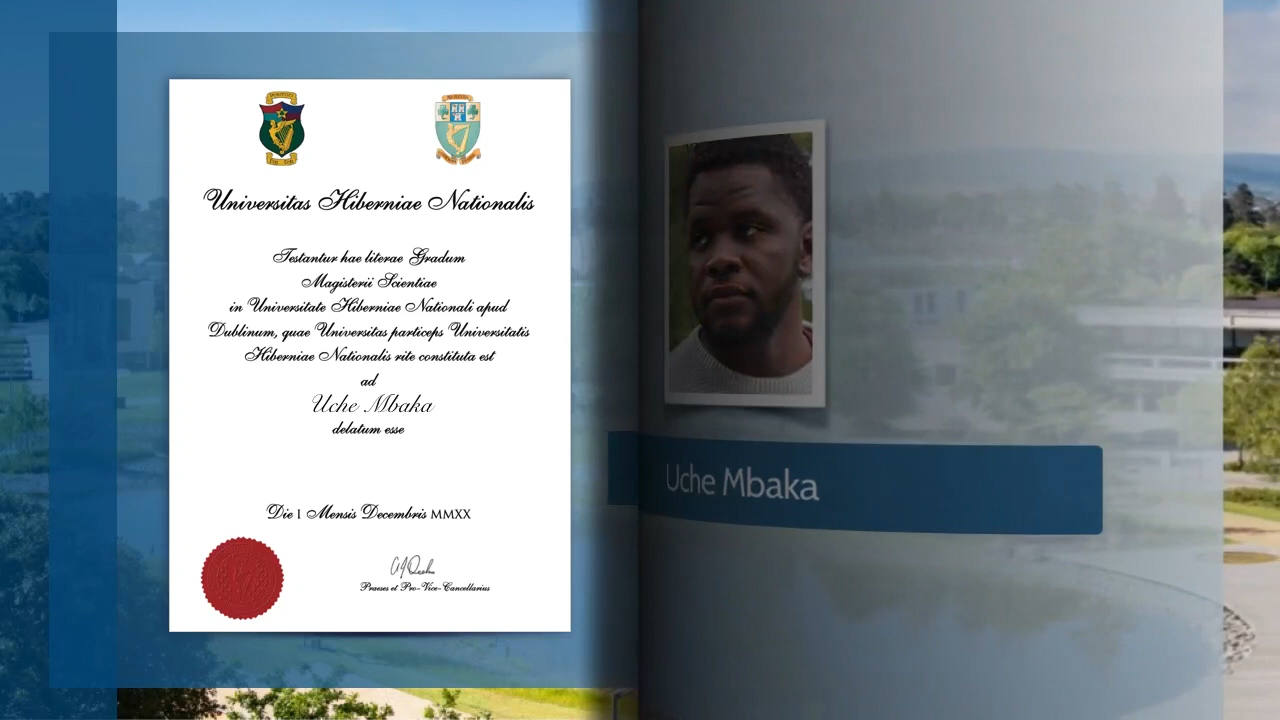 Universitas Hiberniae Nationalis
Testantur hae literae Gradum
Magisterii Scientiae
in Universitate Hiberniae Nationali apud
Dublinum, quae Universitas particeps Universitatis
Hiberniae Nationalis rite constituta est
ad
Uche Mbaka
delatum esse
Die I Mensis Decembris MMXX
Praeses et Pro-Vice-Cancellarius
Uche Mbaka